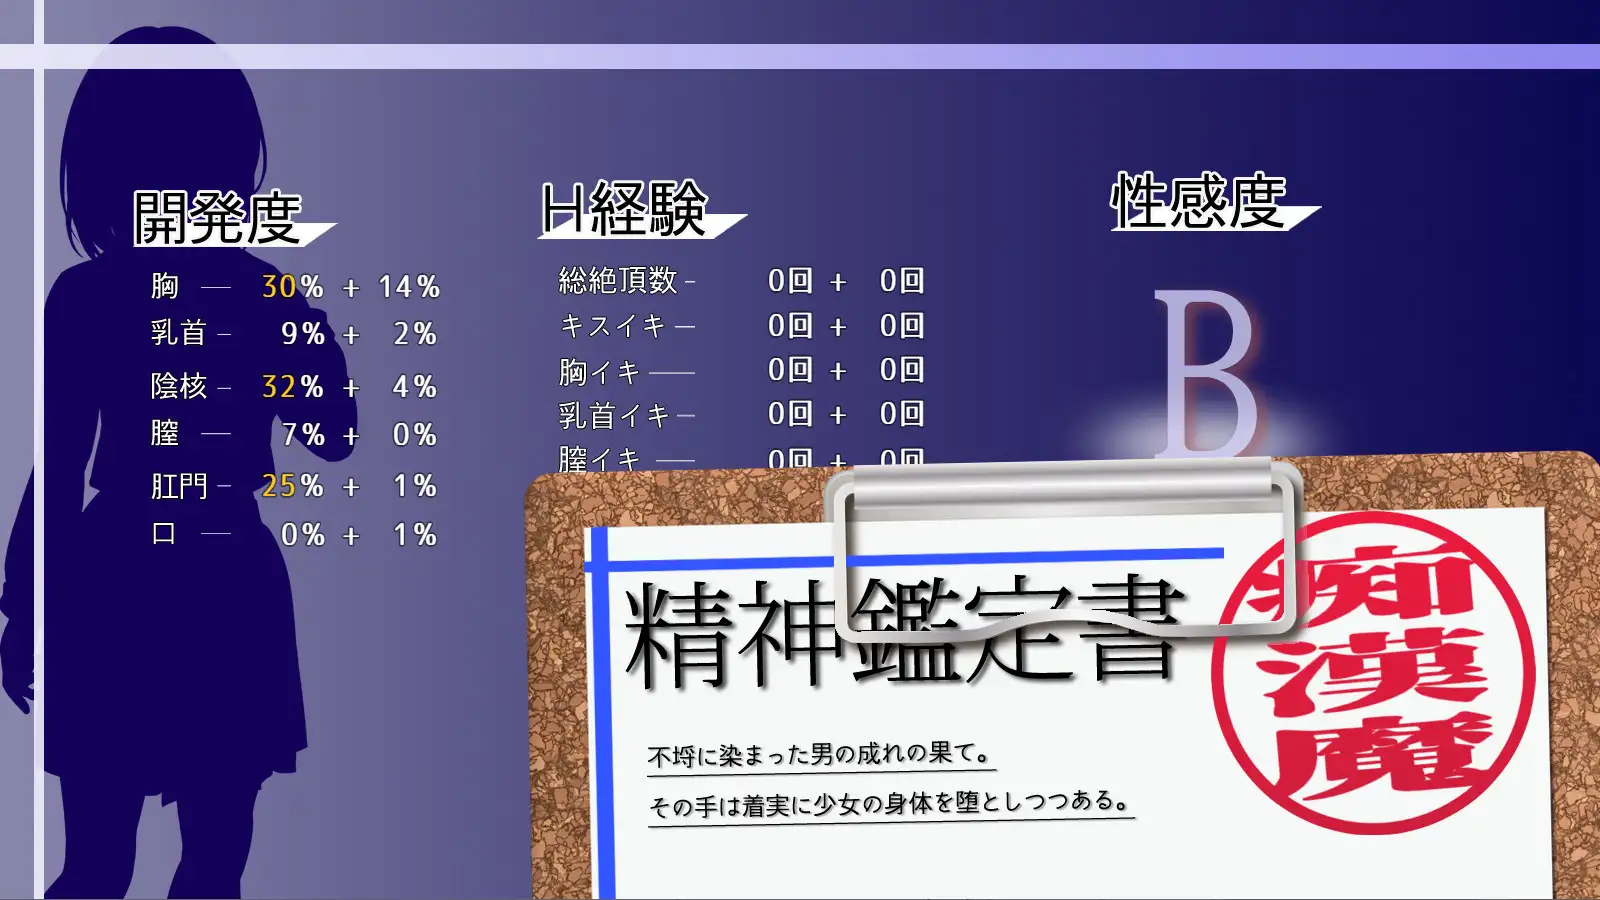 開発度
胸 — 30% + 14%
乳首 - 9% + 2%
陰核 - 32% + 4%
膣 — 7% + 0%
肛門 - 25% + 1%
口 — 0% + 1%
H経験
総絶頂数 - 0回 + 0回
キスイキ — 0回 + 0回
胸イキ — 0回 + 0回
乳首イキ — 0回 + 0回
膣イキ — 0回 + 0回
性感度
B
精神鑑定書
痴漢魔
不埒に染まった男の成れの果て。
その手は着実に少女の身体を堕としつつある。